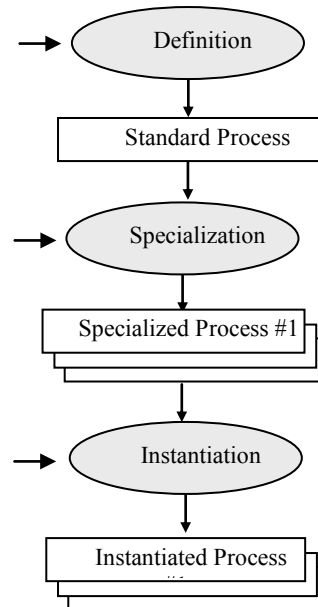 Definition
Standard Process
Specialization
Specialized Process #1
Instantiation
Instantiated Process